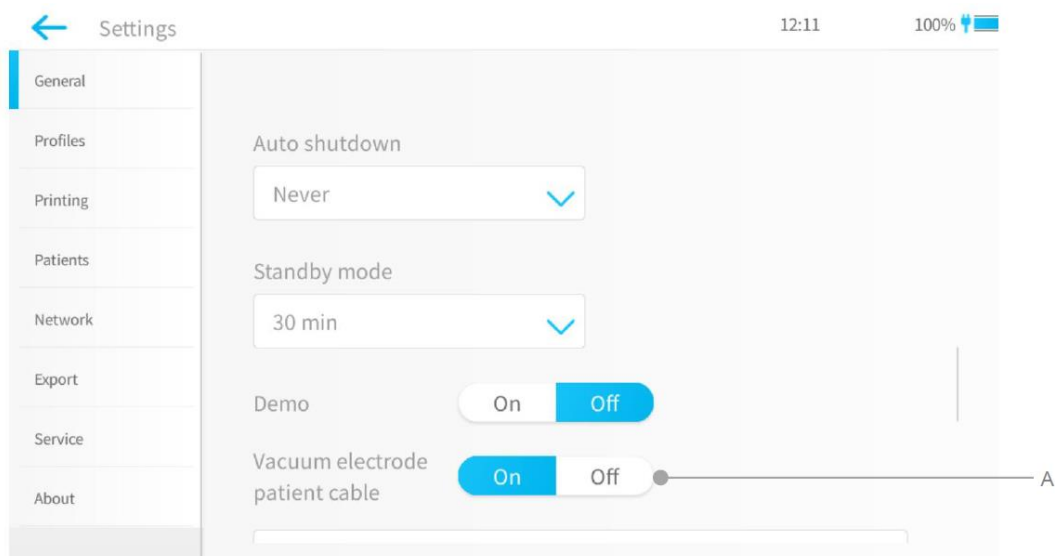 Settings
12:11
100%
General
Profiles
Printing
Patients
Network
Export
Service
About
Auto shutdown
Never
Standby mode
30 min
Demo
On Off
Vacuum electrode
patient cable
On Off
A